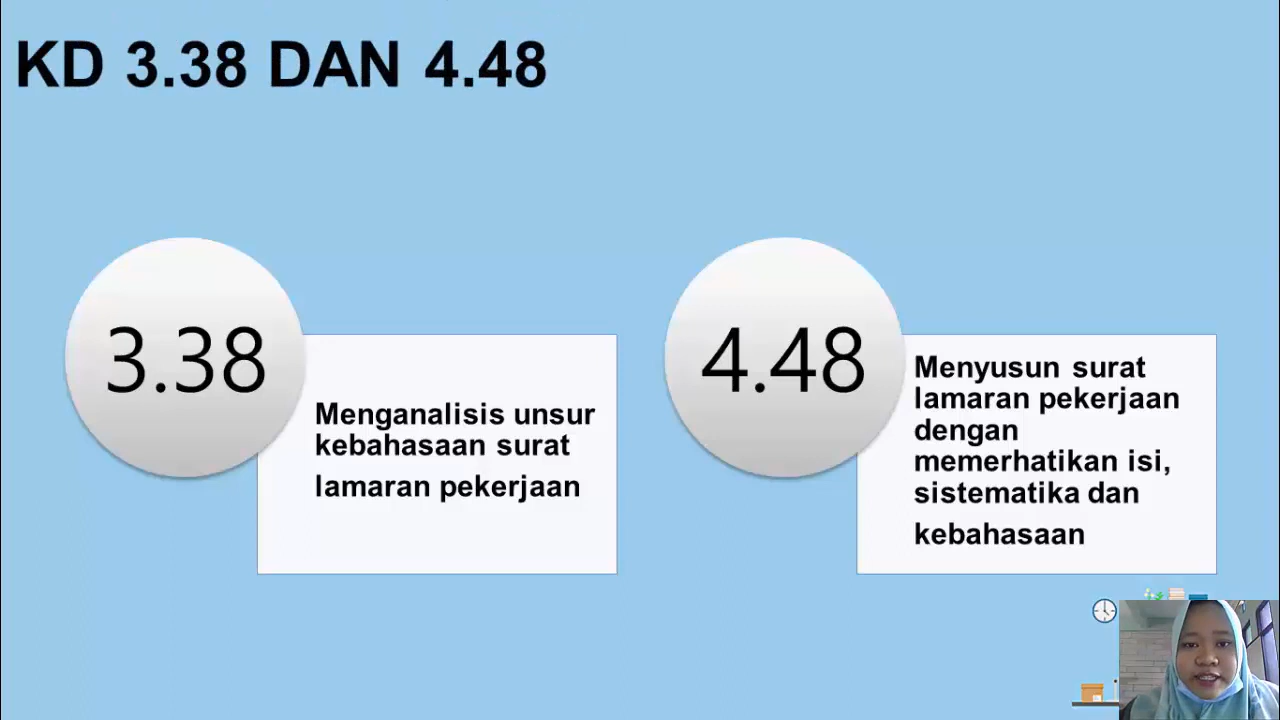 KD 3.38 DAN 4.48
3.38
Menganalisis unsur
kebahasaan surat
lamaran pekerjaan
4.48
Menyusun surat
lamaran pekerjaan
dengan
memerhatikan isi,
sistematika dan
kebahasaan